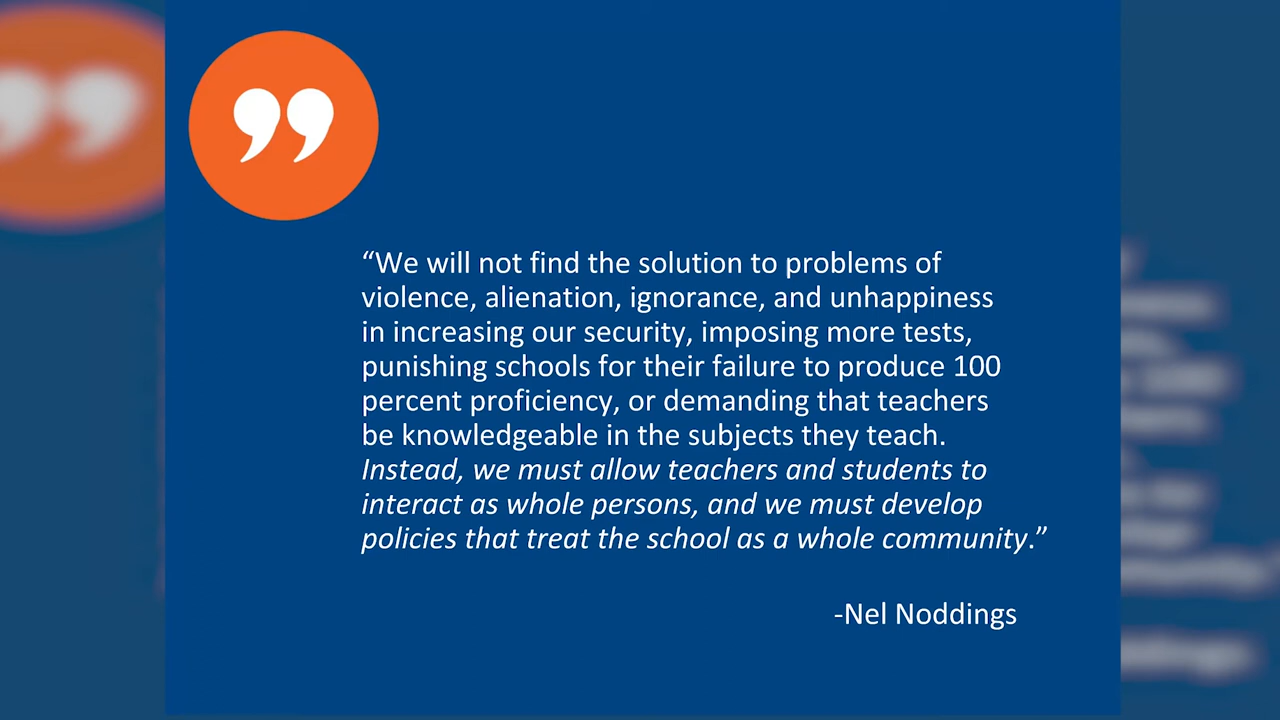 “We will not find the solution to problems of
violence, alienation, ignorance, and unhappiness
in increasing our security, imposing more tests,
punishing schools for their failure to produce 100
percent proficiency, or demanding that teachers
be knowledgeable in the subjects they teach.
Instead, we must allow teachers and students to
interact as whole persons, and we must develop
policies that treat the school as a whole community.”
-Nel Noddings